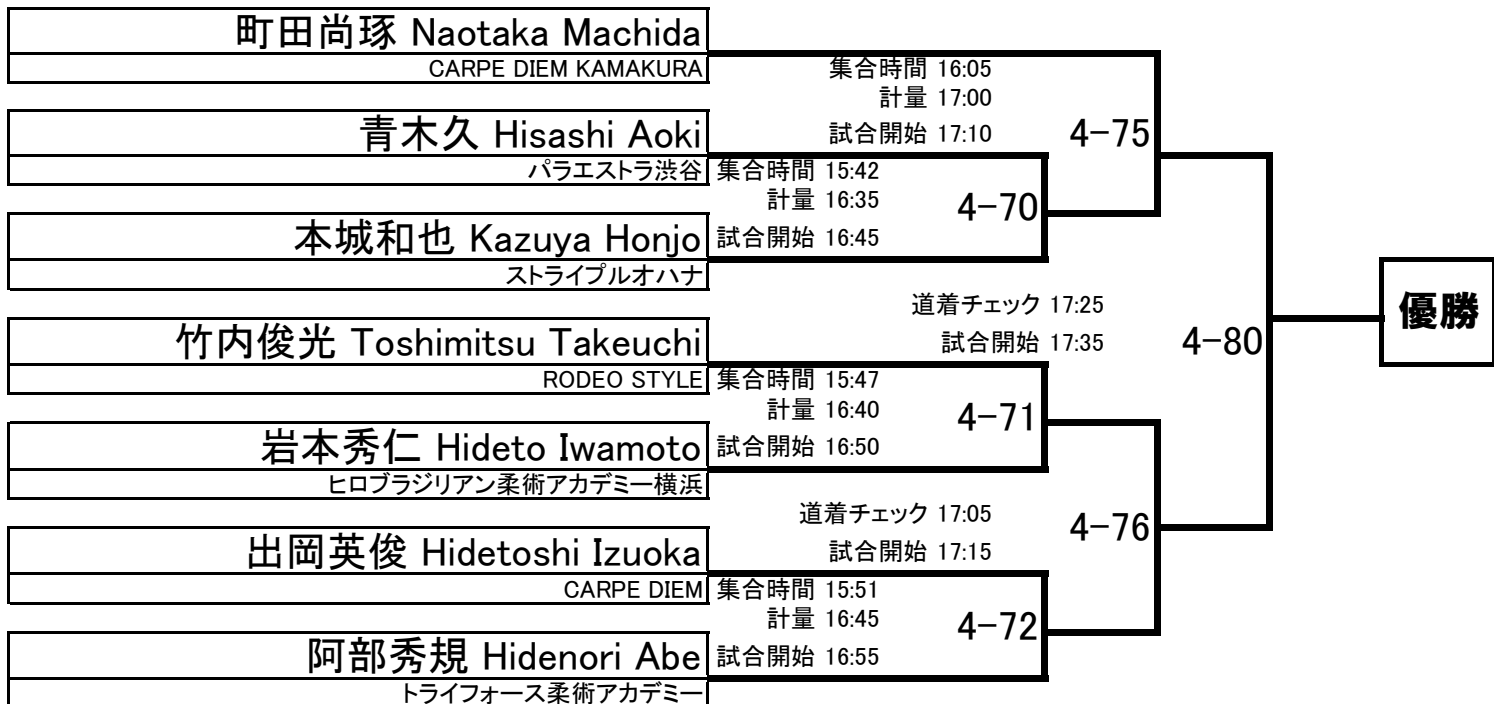 町田尚琢 Naotaka Machida
CARPE DIEM KAMAKURA
集合時間 16:05
計量 17:00
試合開始 17:10
4-75
青木久 Hisashi Aoki
パラエストラ渋谷
集合時間 15:42
計量 16:35
試合開始 16:45
4-70
本城和也 Kazuya Honjo
ストライプルオハナ
道着チェック 17:25
試合開始 17:35
4-80
優勝
竹内俊光 Toshimitsu Takeuchi
RODEO STYLE
集合時間 15:47
計量 16:40
試合開始 16:50
4-71
岩本秀仁 Hideto Iwamoto
ヒロブラジリアン柔術アカデミー横浜
道着チェック 17:05
試合開始 17:15
4-76
出岡英俊 Hidetoshi Izuoka
CARPE DIEM
集合時間 15:51
計量 16:45
試合開始 16:55
4-72
阿部秀規 Hidenori Abe
トライフォース柔術アカデミー